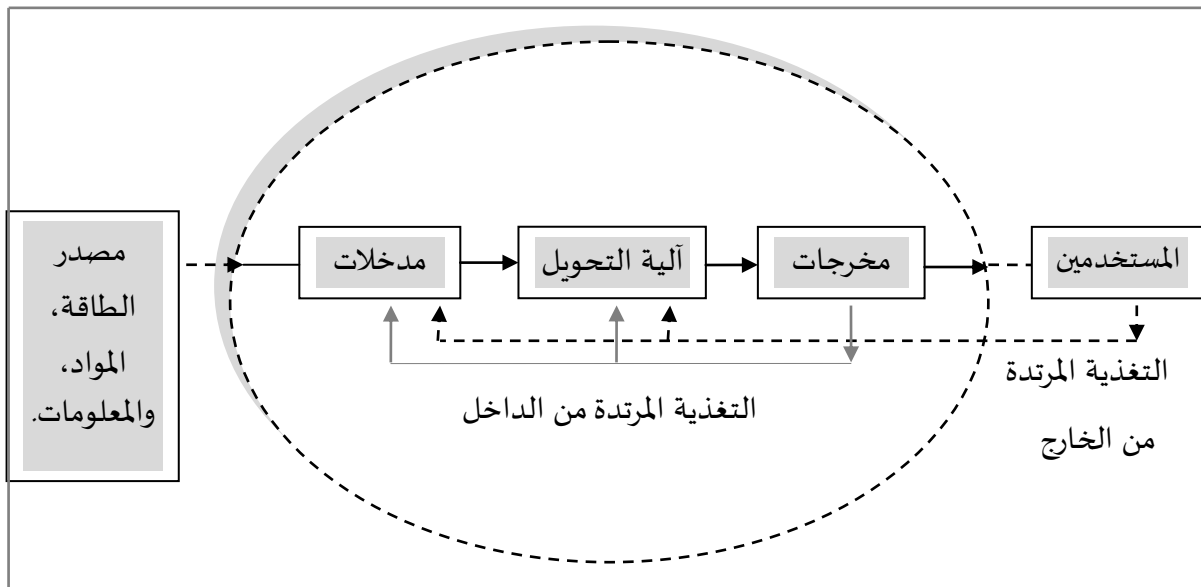 مصدر
الطاقة،
المواد،
والمعلومات.
مدخلات
آلية التحويل
مخرجات
المستخدمين
التغذية المرتدة من الداخل
التغذية المرتدة
من الخارج